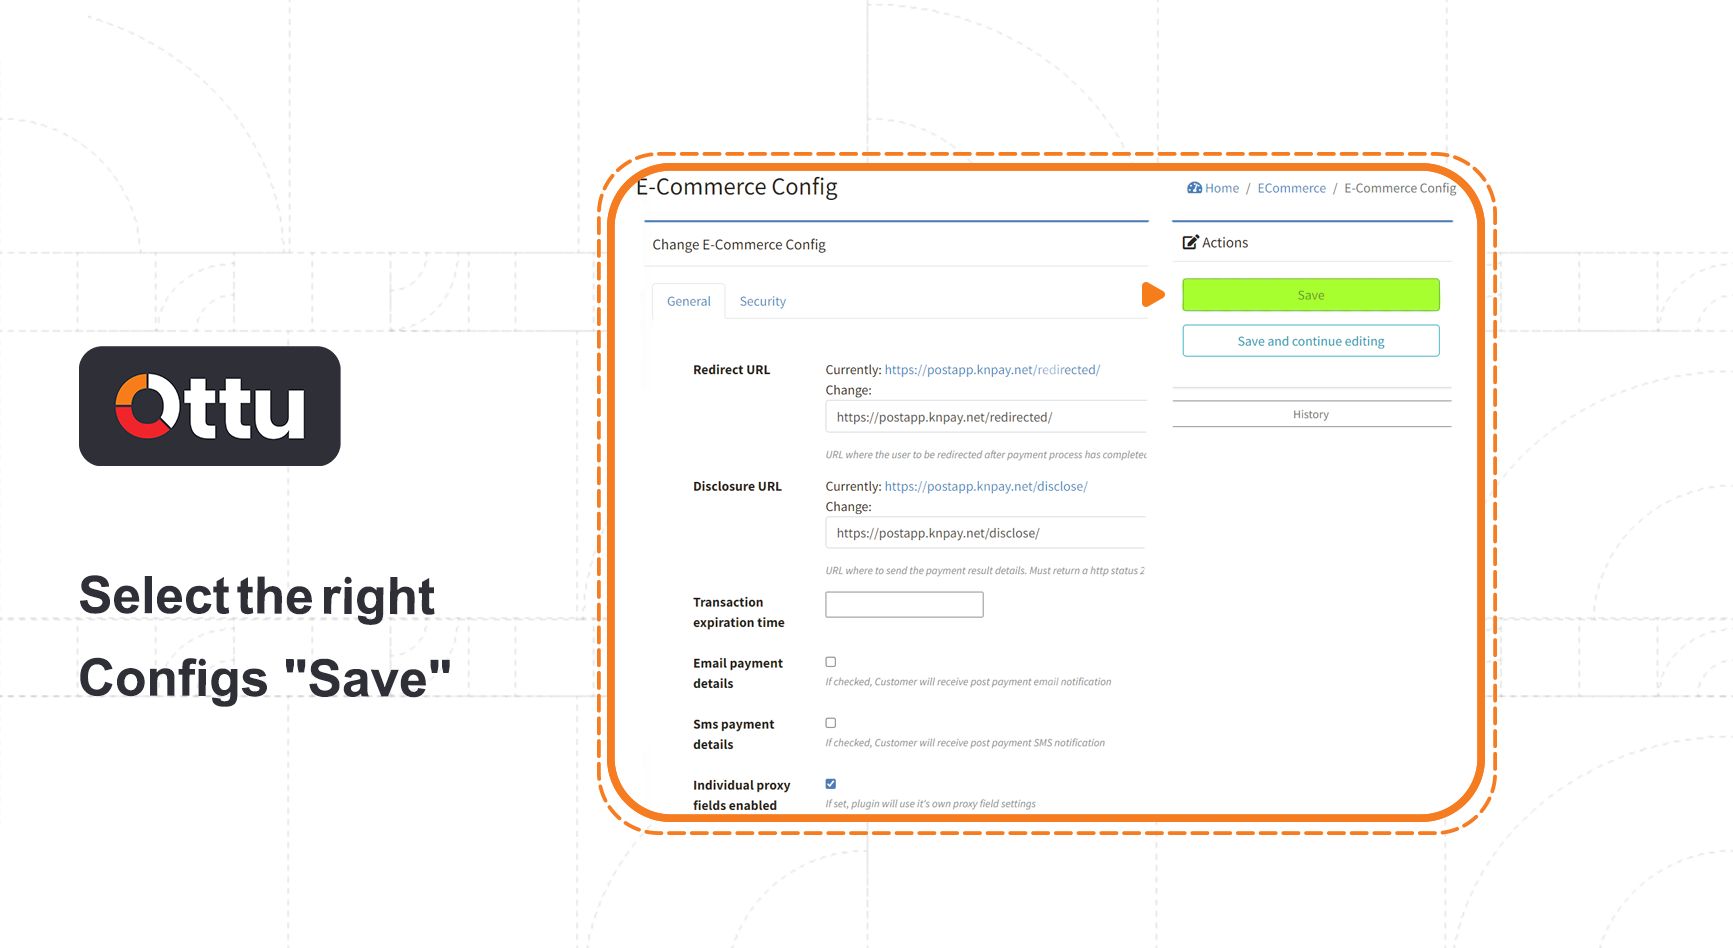 Ottu
Select the right
Configs "Save"
E-Commerce Config
Home / ECommerce / E-Commerce Config
Change E-Commerce Config
Actions
General
Security
Save
Save and continue editing
History
Redirect URL
Currently: https://postapp.knpay.net/redirected/
Change:
https://postapp.knpay.net/redirected/
URL where the user to be redirected after payment process has completed
Disclosure URL
Currently: https://postapp.knpay.net/disclose/
Change:
https://postapp.knpay.net/disclose/
URL where to send the payment result details. Must return a http status 2
Transaction
expiration time
Email payment
details
If checked, Customer will receive post payment email notification
Sms payment
details
If checked, Customer will receive post payment SMS notification
Individual proxy
fields enabled
If set, plugin will use it's own proxy field settings